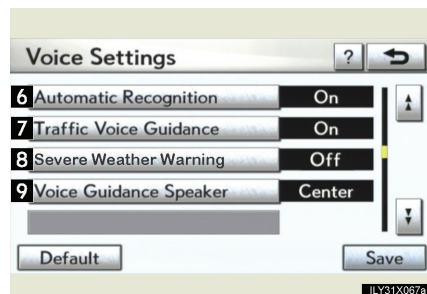 Voice Settings ?
6 Automatic Recognition On
7 Traffic Voice Guidance On
8 Severe Weather Warning Off
9 Voice Guidance Speaker Center
Default Save
ILY31X067a